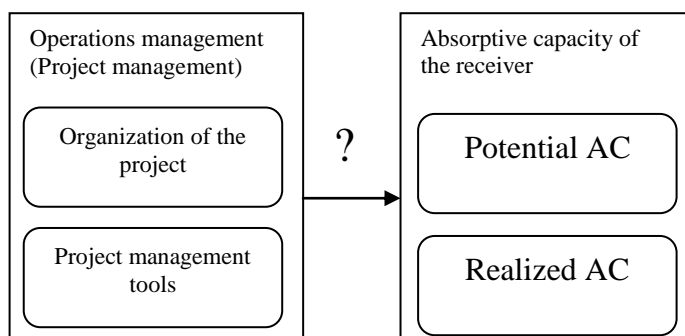 Operations management
(Project management)
Organization of the
project
Project management
tools
?
Absorptive capacity of
the receiver
Potential AC
Realized AC